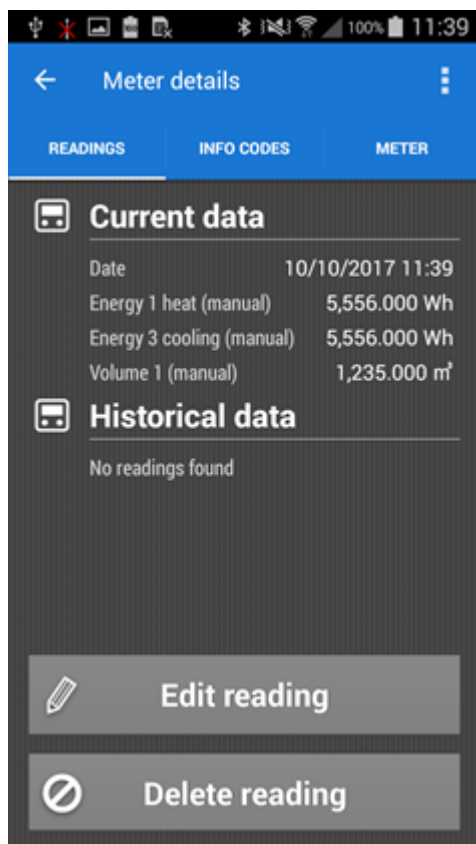 100% 11:39
Meter details
READINGS INFO CODES METER
Current data
Date 10/10/2017 11:39
Energy 1 heat (manual) 5,556.000 Wh
Energy 3 cooling (manual) 5,556.000 Wh
Volume 1 (manual) 1,235.000 m³
Historical data
No readings found
Edit reading
Delete reading